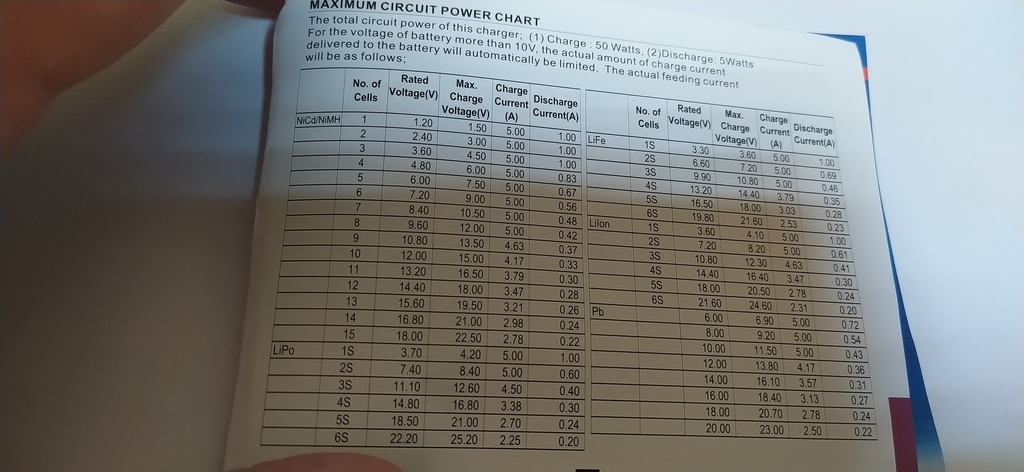 MAXIMUM CIRCUIT POWER CHART
The total circuit power of this charger; (1) Charge : 50 Watts, (2)Discharge: 5Watts
For the voltage of battery more than 10V, the actual amount of charge current
delivered to the battery will automatically be limited. The actual feeding current
will be as follows;
No. of Cells Rated Voltage(V) Max. Charge Voltage(V) Charge Current (A) Discharge Current(A)
NiCd/NiMH 1 1.20 1.50 5.00 1.00
2 2.40 3.00 5.00 1.00
3 3.60 4.50 5.00 1.00
4 4.80 6.00 5.00 0.83
5 6.00 7.50 5.00 0.67
6 7.20 9.00 5.00 0.56
7 8.40 10.50 5.00 0.48
8 9.60 12.00 5.00 0.42
9 10.80 13.50 4.63 0.37
10 12.00 15.00 4.17 0.33
11 13.20 16.50 3.79 0.30
12 14.40 18.00 3.47 0.28
13 15.60 19.50 3.21 0.26
14 16.80 21.00 2.98 0.24
15 18.00 22.50 2.78 0.22
LiPo 1S 3.70 4.20 5.00 1.00
2S 7.40 8.40 5.00 0.60
3S 11.10 12.60 4.50 0.40
4S 14.80 16.80 3.38 0.30
5S 18.50 21.00 2.70 0.24
6S 22.20 25.20 2.25 0.20
No. of Cells Rated Voltage(V) Max. Charge Voltage(V) Charge Current (A) Discharge Current(A)
LiFe 1S 3.30 3.60 5.00 1.00
2S 6.60 7.20 5.00 0.69
3S 9.90 10.80 5.00 0.46
4S 13.20 14.40 3.79 0.35
5S 16.50 18.00 3.03 0.28
6S 19.80 21.60 2.53 0.23
LiIon 1S 3.60 4.10 5.00 1.00
2S 7.20 8.20 5.00 0.61
3S 10.80 12.30 4.63 0.41
4S 14.40 16.40 3.47 0.30
5S 18.00 20.50 2.78 0.24
6S 21.60 24.60 2.31 0.20
Pb 6.00 6.90 5.00 0.72
8.00 9.20 5.00 0.54
10.00 11.50 5.00 0.43
12.00 13.80 4.17 0.36
14.00 16.10 3.57 0.31
16.00 18.40 3.13 0.27
18.00 20.70 2.78 0.24
20.00 23.00 2.50 0.22